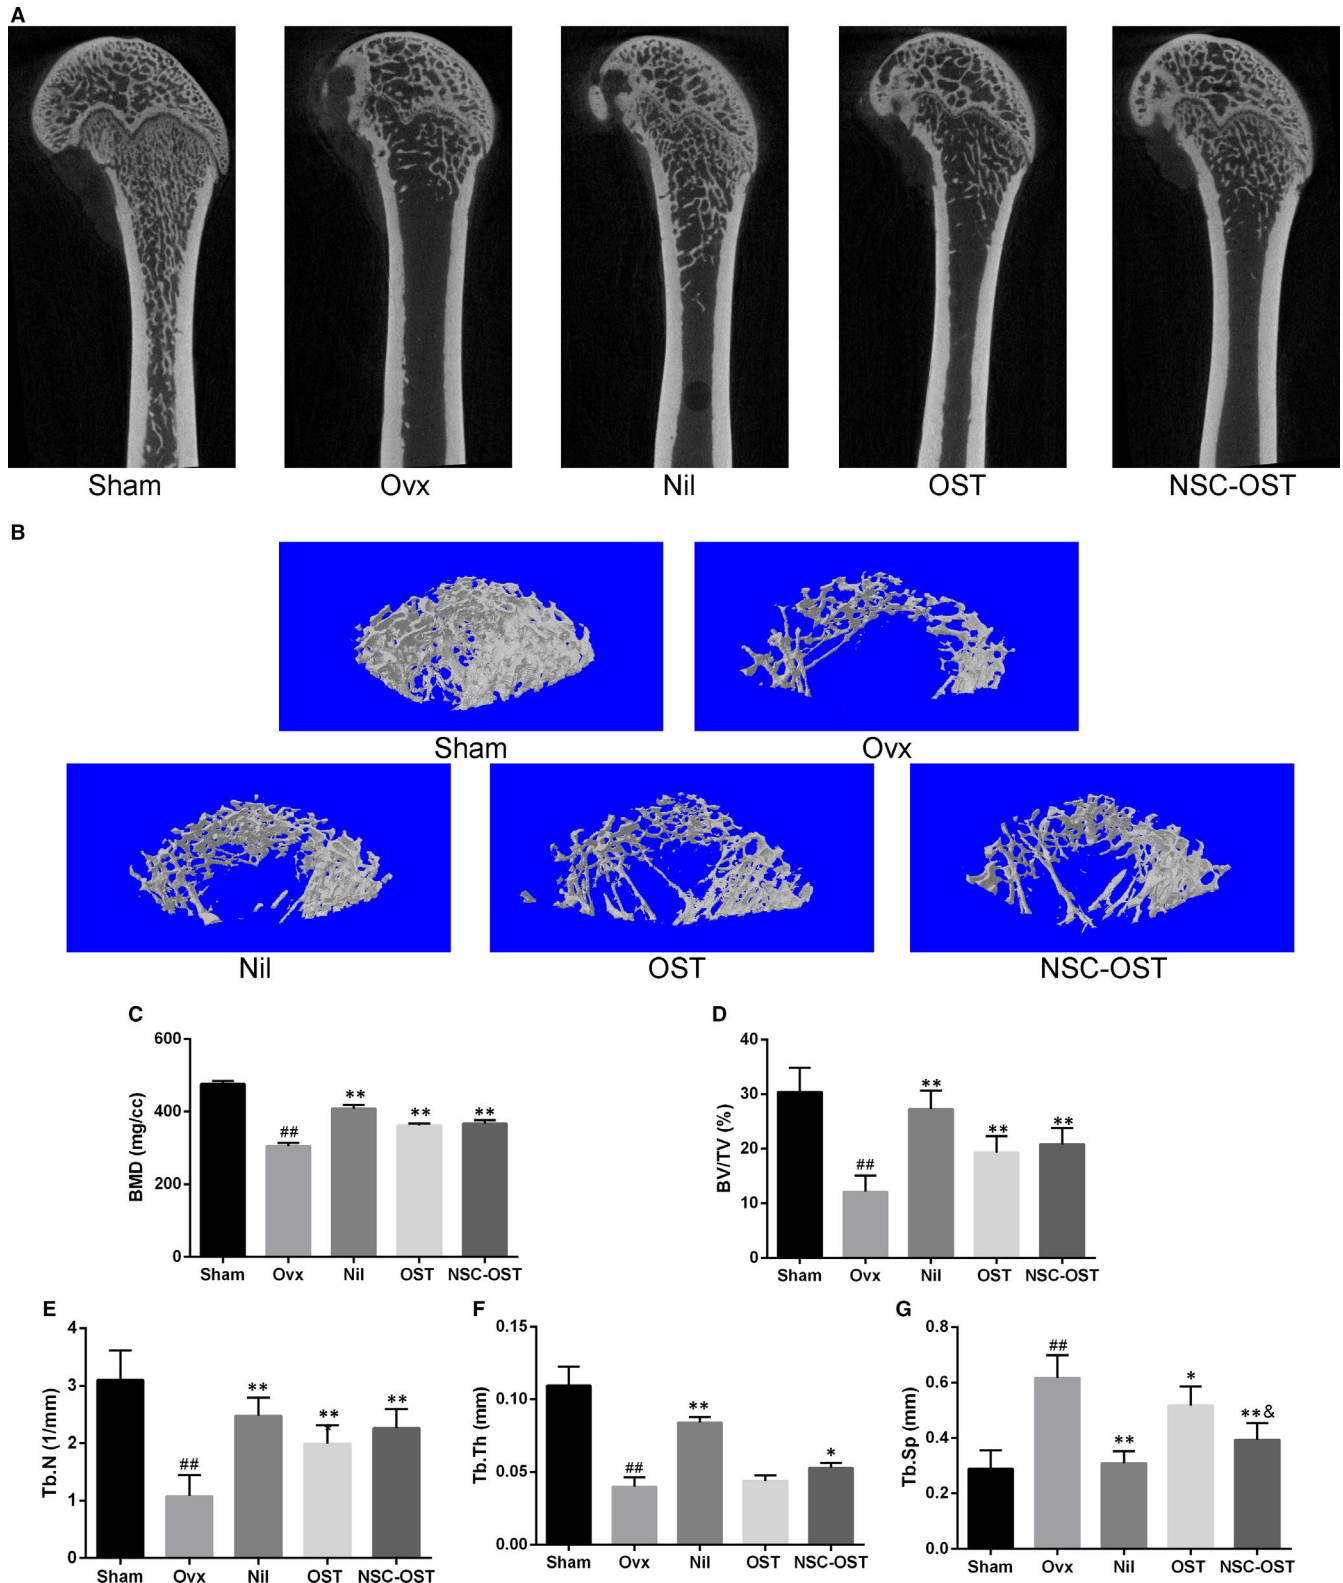 A
Sham Ovx Nil OST NSC-OST
B
Sham Ovx
Nil OST NSC-OST
C
BMD (mg/cc)
600
400
200
0
##
**
**
**
Sham Ovx Nil OST NSC-OST
D
BV/TV (%)
40
30
20
10
0
##
**
**
**
Sham Ovx Nil OST NSC-OST
E
Tb.N (1/mm)
4
3
2
1
0
##
**
**
*
**
Sham Ovx Nil OST NSC-OST
F
Tb.Th (mm)
0.15
0.10
0.05
0.00
##
**
*
Sham Ovx Nil OST NSC-OST
G
Tb.Sp (mm)
0.8
0.6
0.4
0.2
0.0
##
**
*
**&
Sham Ovx Nil OST NSC-OST